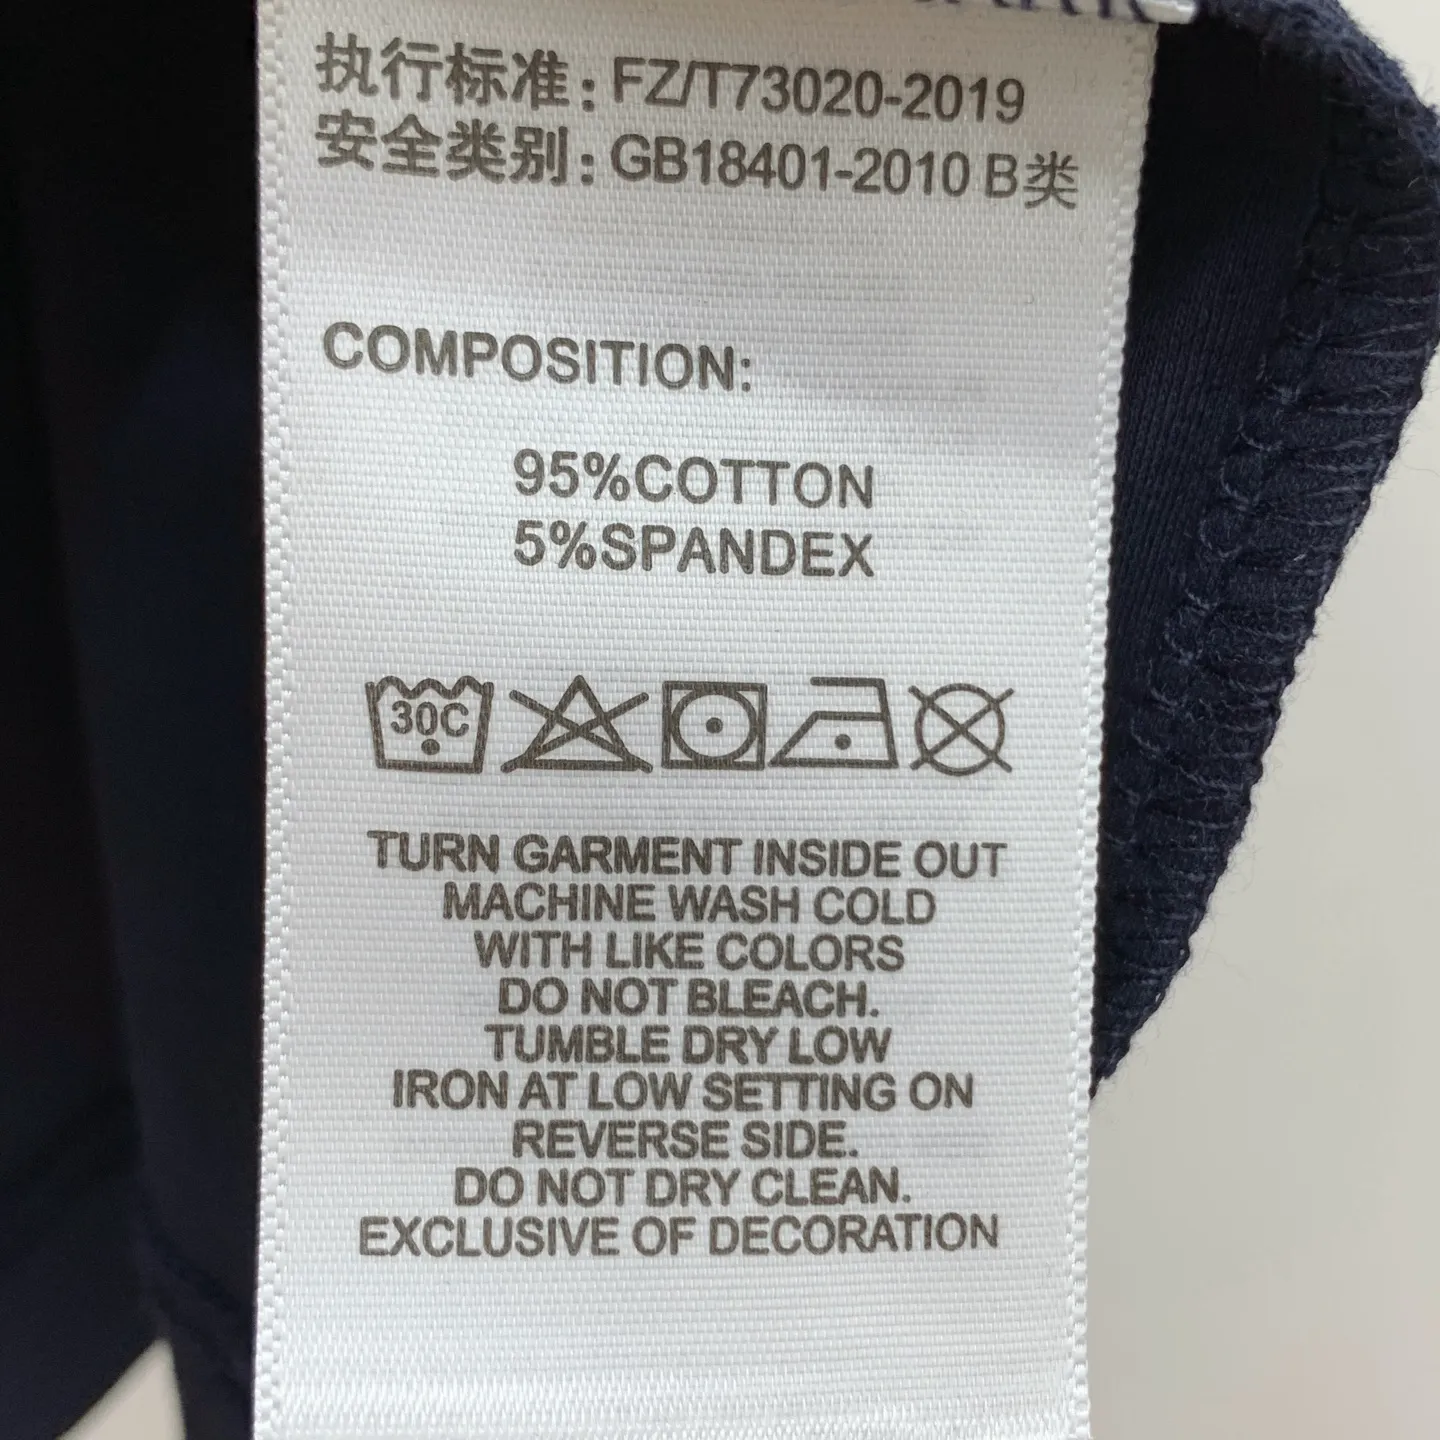 执行标准：FZ/T73020-2019
安全类别：GB18401-2010 B类
COMPOSITION:
95%COTTON
5%SPANDEX
30C
TURN GARMENT INSIDE OUT
MACHINE WASH COLD
WITH LIKE COLORS
DO NOT BLEACH.
TUMBLE DRY LOW
IRON AT LOW SETTING ON
REVERSE SIDE.
DO NOT DRY CLEAN.
EXCLUSIVE OF DECORATION